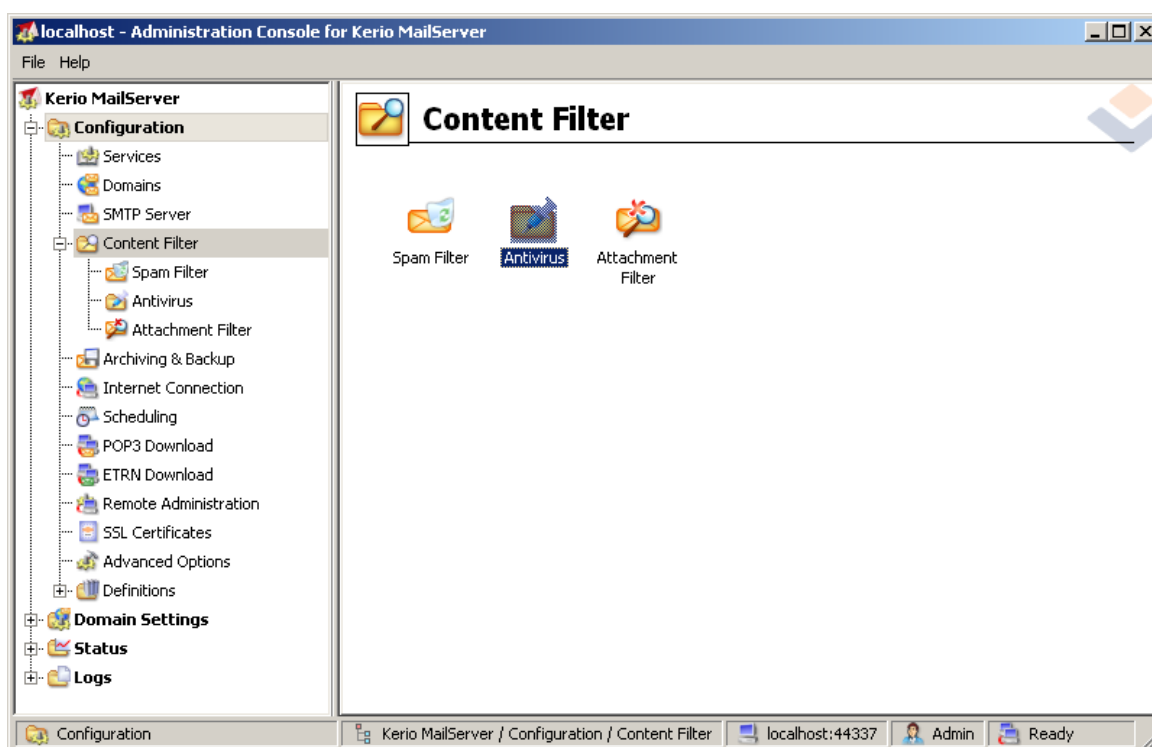 localhost - Administration Console for Kerio MailServer
File Help
Kerio MailServer
Configuration
Services
Domains
SMTP Server
Content Filter
Spam Filter
Antivirus
Attachment Filter
Archiving & Backup
Internet Connection
Scheduling
POP3 Download
ETRN Download
Remote Administration
SSL Certificates
Advanced Options
Definitions
Domain Settings
Status
Logs
Content Filter
Spam Filter
Antivirus
Attachment
Filter
Configuration
Kerio MailServer / Configuration / Content Filter
localhost:44337
Admin
Ready